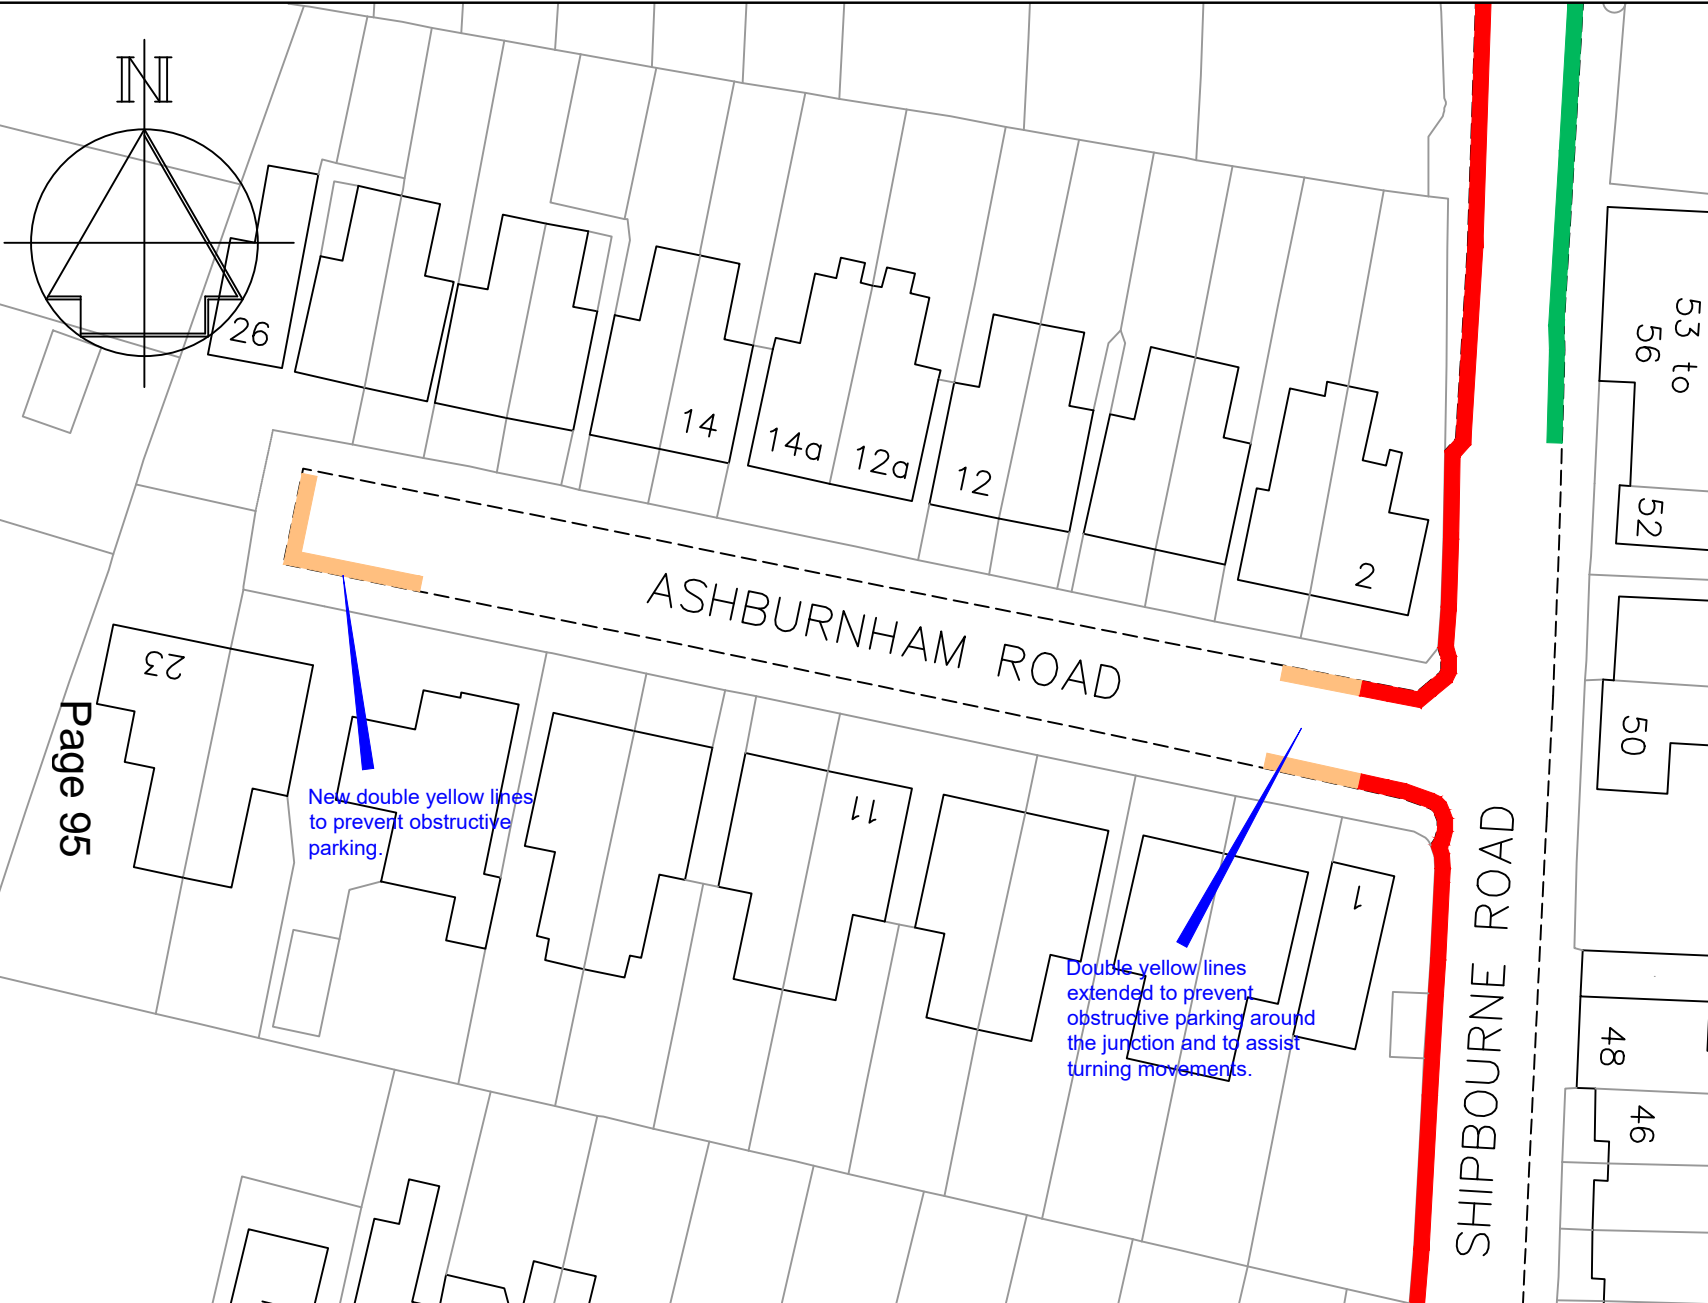 N
26
14
14a
12a
12
2
53 to
56
52
50
ASHBURNHAM ROAD
23
11
1
Page 95
New double yellow lines
to prevent obstructive
parking.
Double yellow lines
extended to prevent
obstructive parking around
the junction and to assist
turning movements.
SHIPBOURNE ROAD
48
46